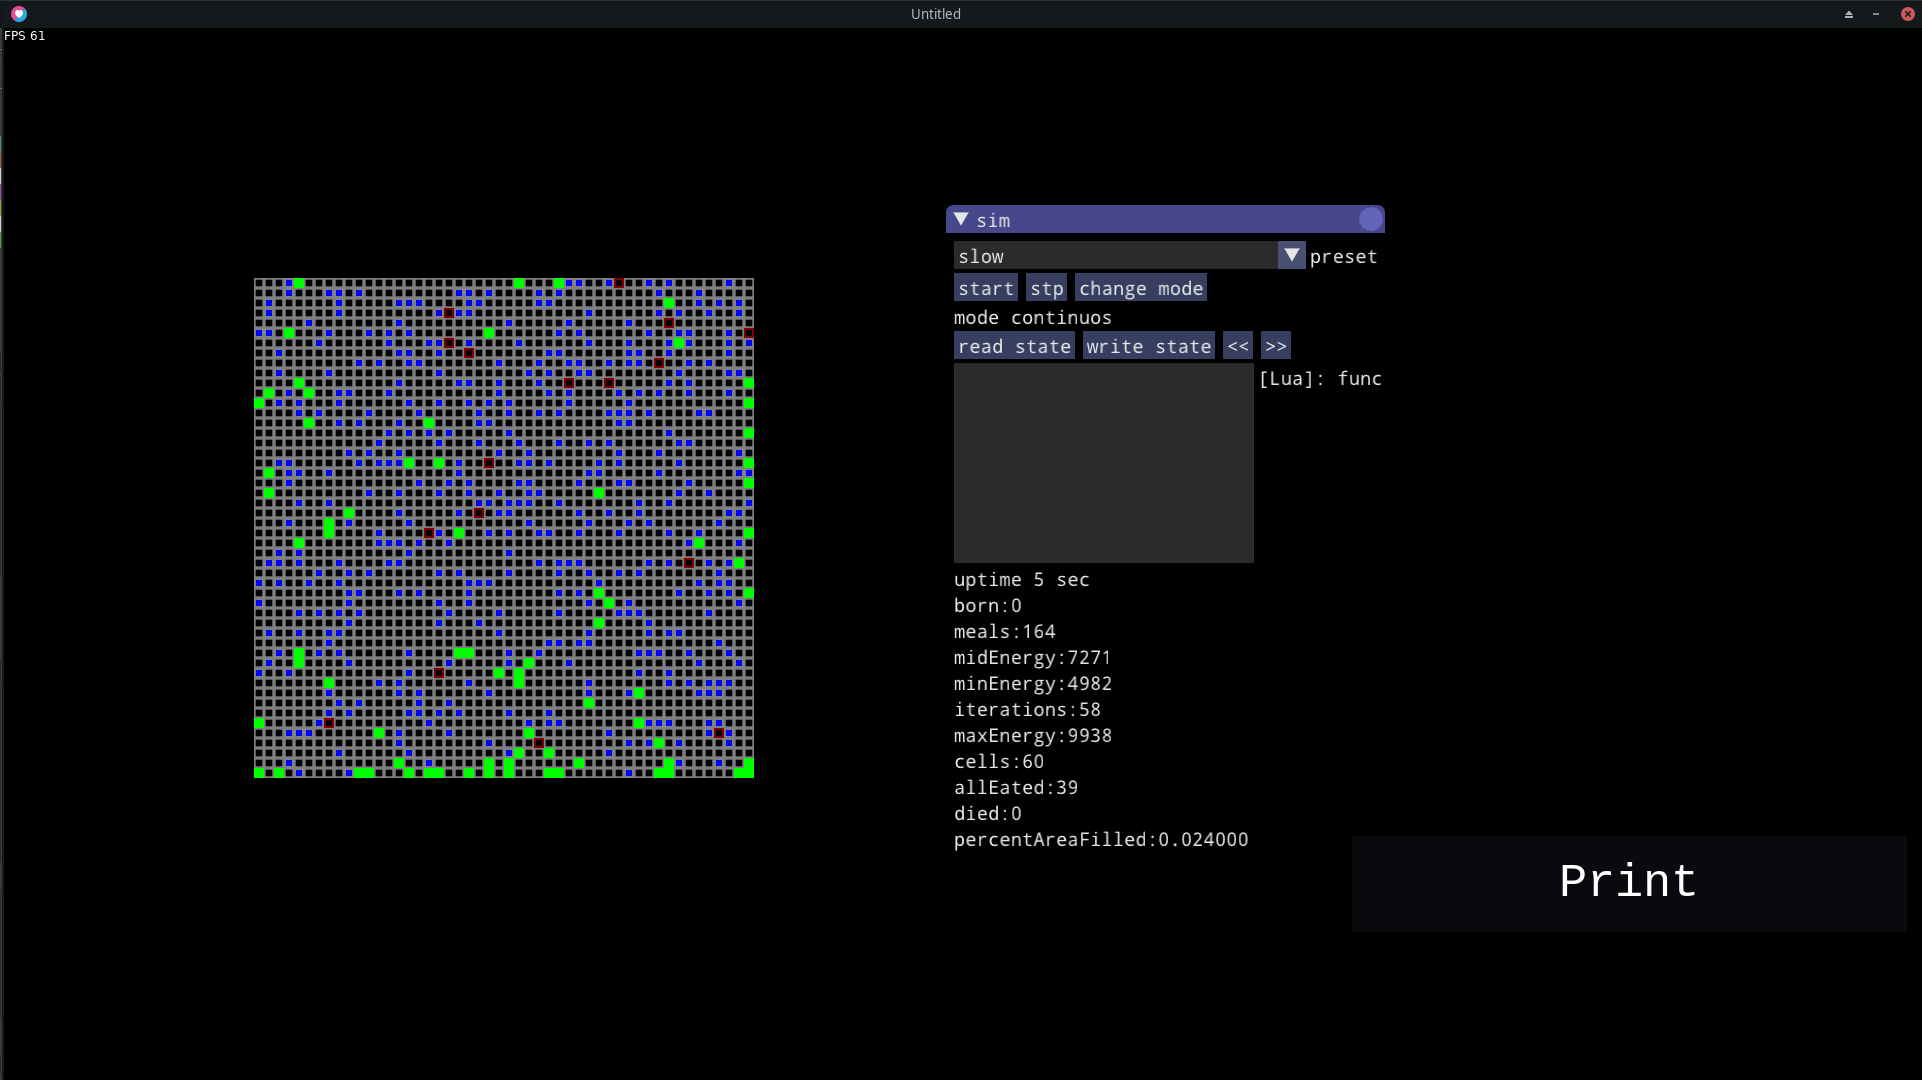 Untitled
FPS 61
sim
slow preset
start stp change mode
mode continuos
read state write state << >>
[Lua]: func
uptime 5 sec
born:0
meals:164
midEnergy:7271
minEnergy:4982
iterations:58
maxEnergy:9938
cells:60
allEated:39
died:0
percentAreaFilled:0.024000
Print